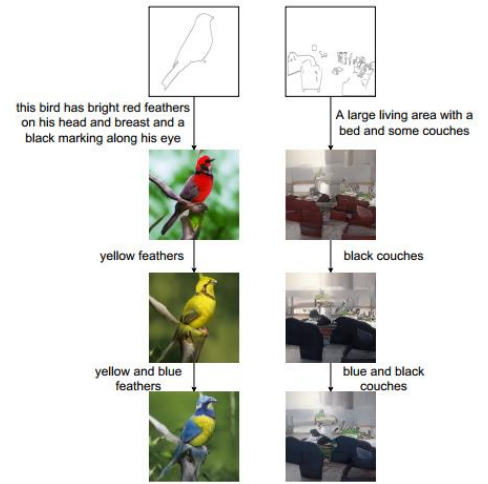 this bird has bright red feathers
on his head and breast and a
black marking along his eye
A large living area with a
bed and some couches
yellow feathers
black couches
yellow and blue
feathers
blue and black
couches